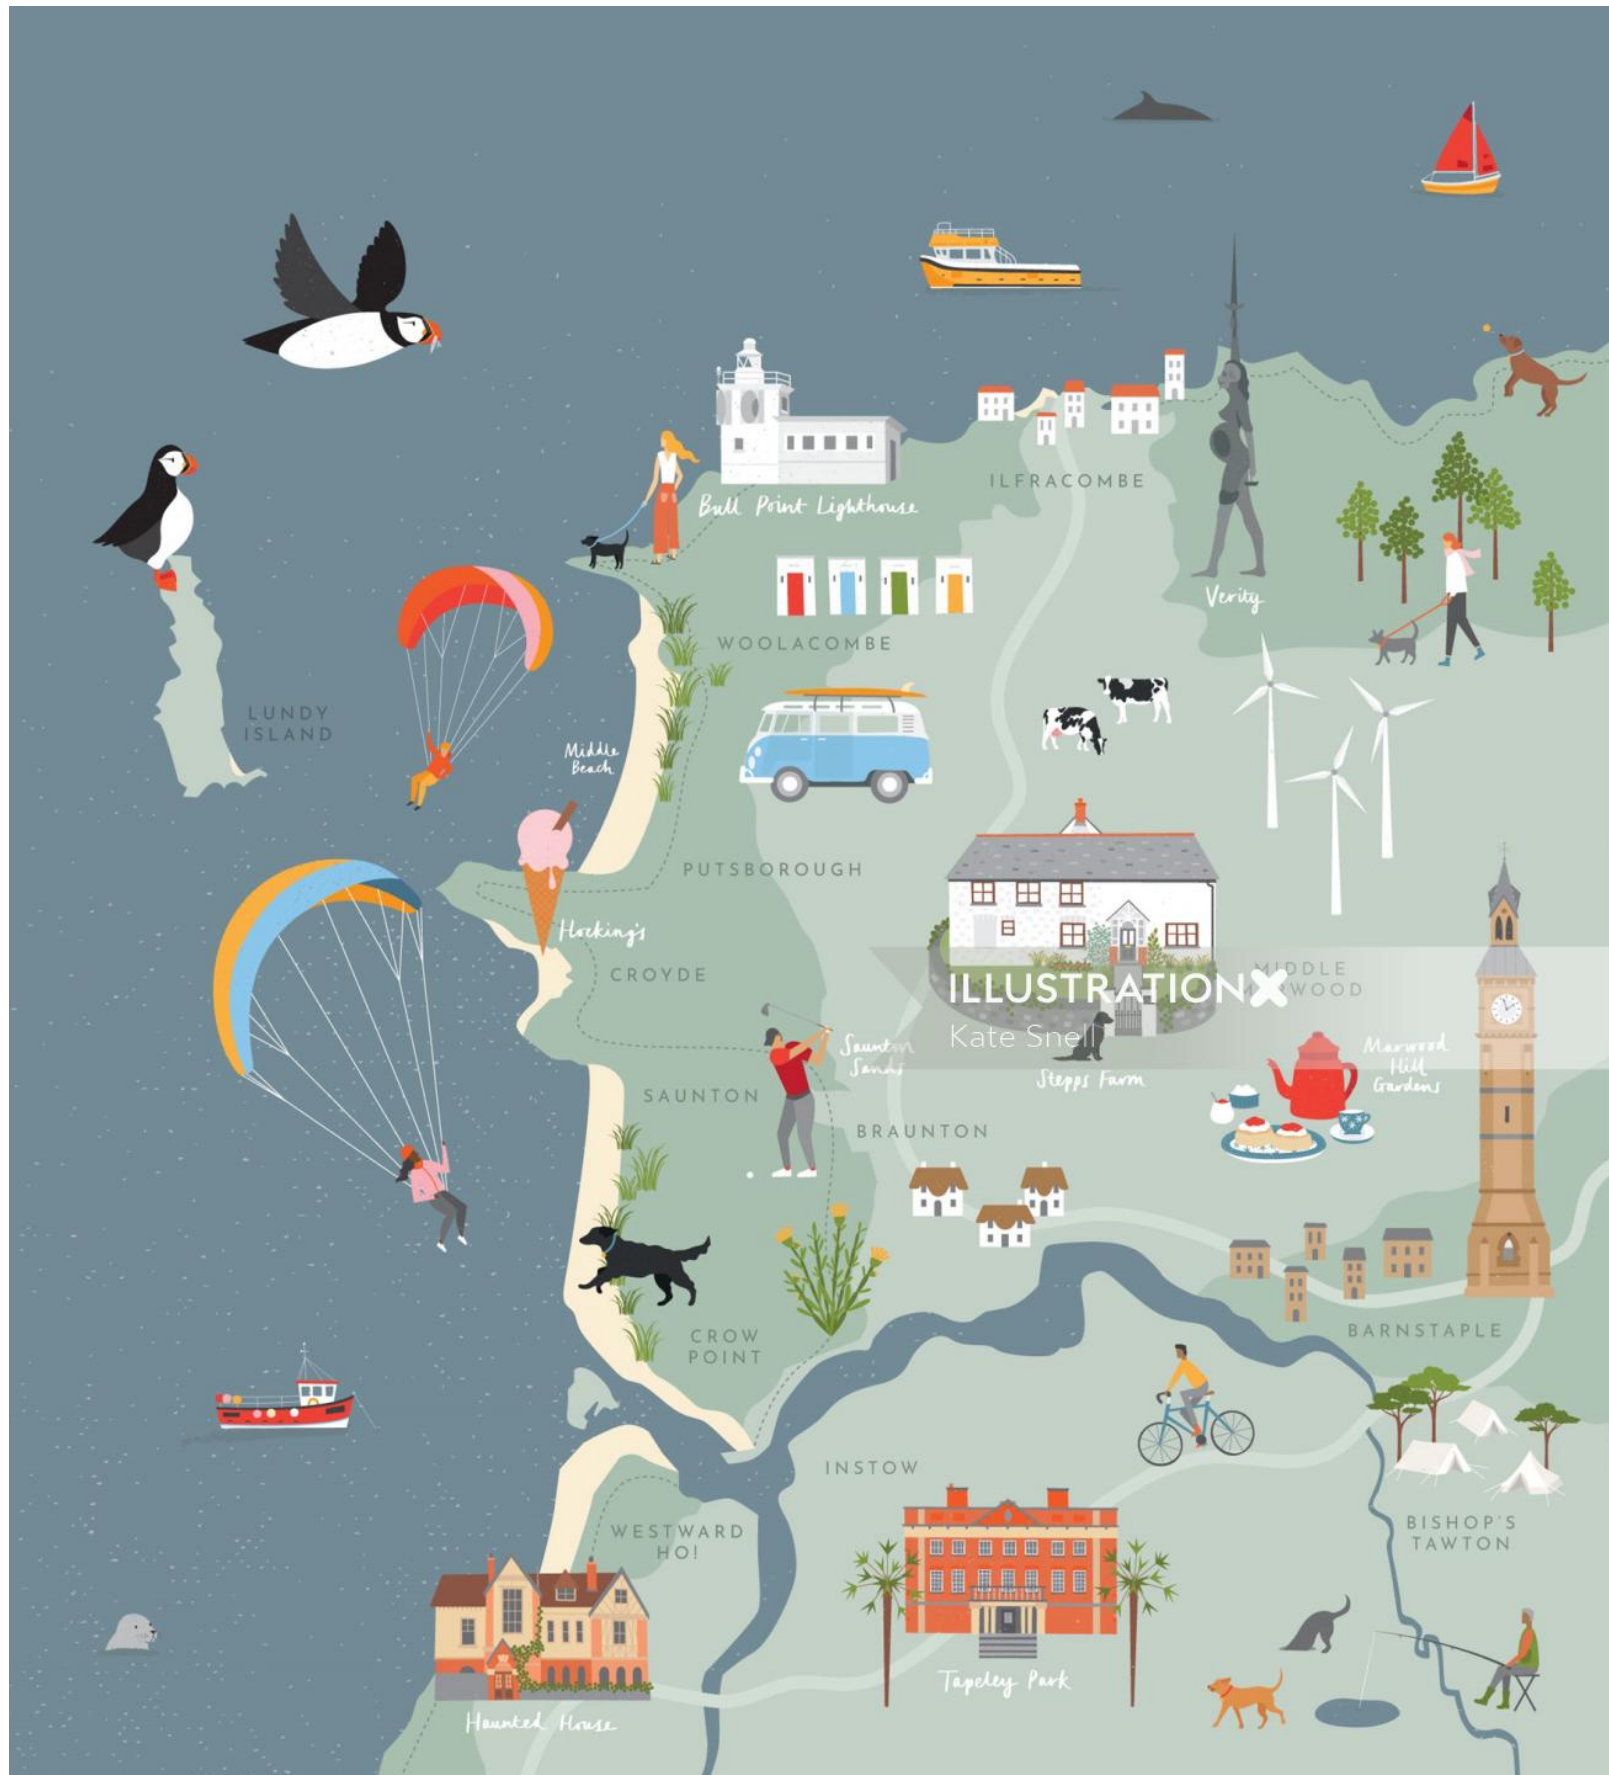 ILFRACOMBE
Bull Point Lighthouse
Verity
WOOLACOMBE
LUNDY
ISLAND
Middle
Beach
PUTSBOROUGH
Hocking's
CROYDE
MIDDLE
MARWOOD
ILLUSTRATIONX
Kate Snell
Saunton
Sands
Stepps Farm
Marwood
Hill
Gardens
SAUNTON
BRAUNTON
CROW
POINT
BARNSTAPLE
INSTOW
WESTWARD
HO!
BISHOP'S
TAWTON
Tapeley Park
Haunted House